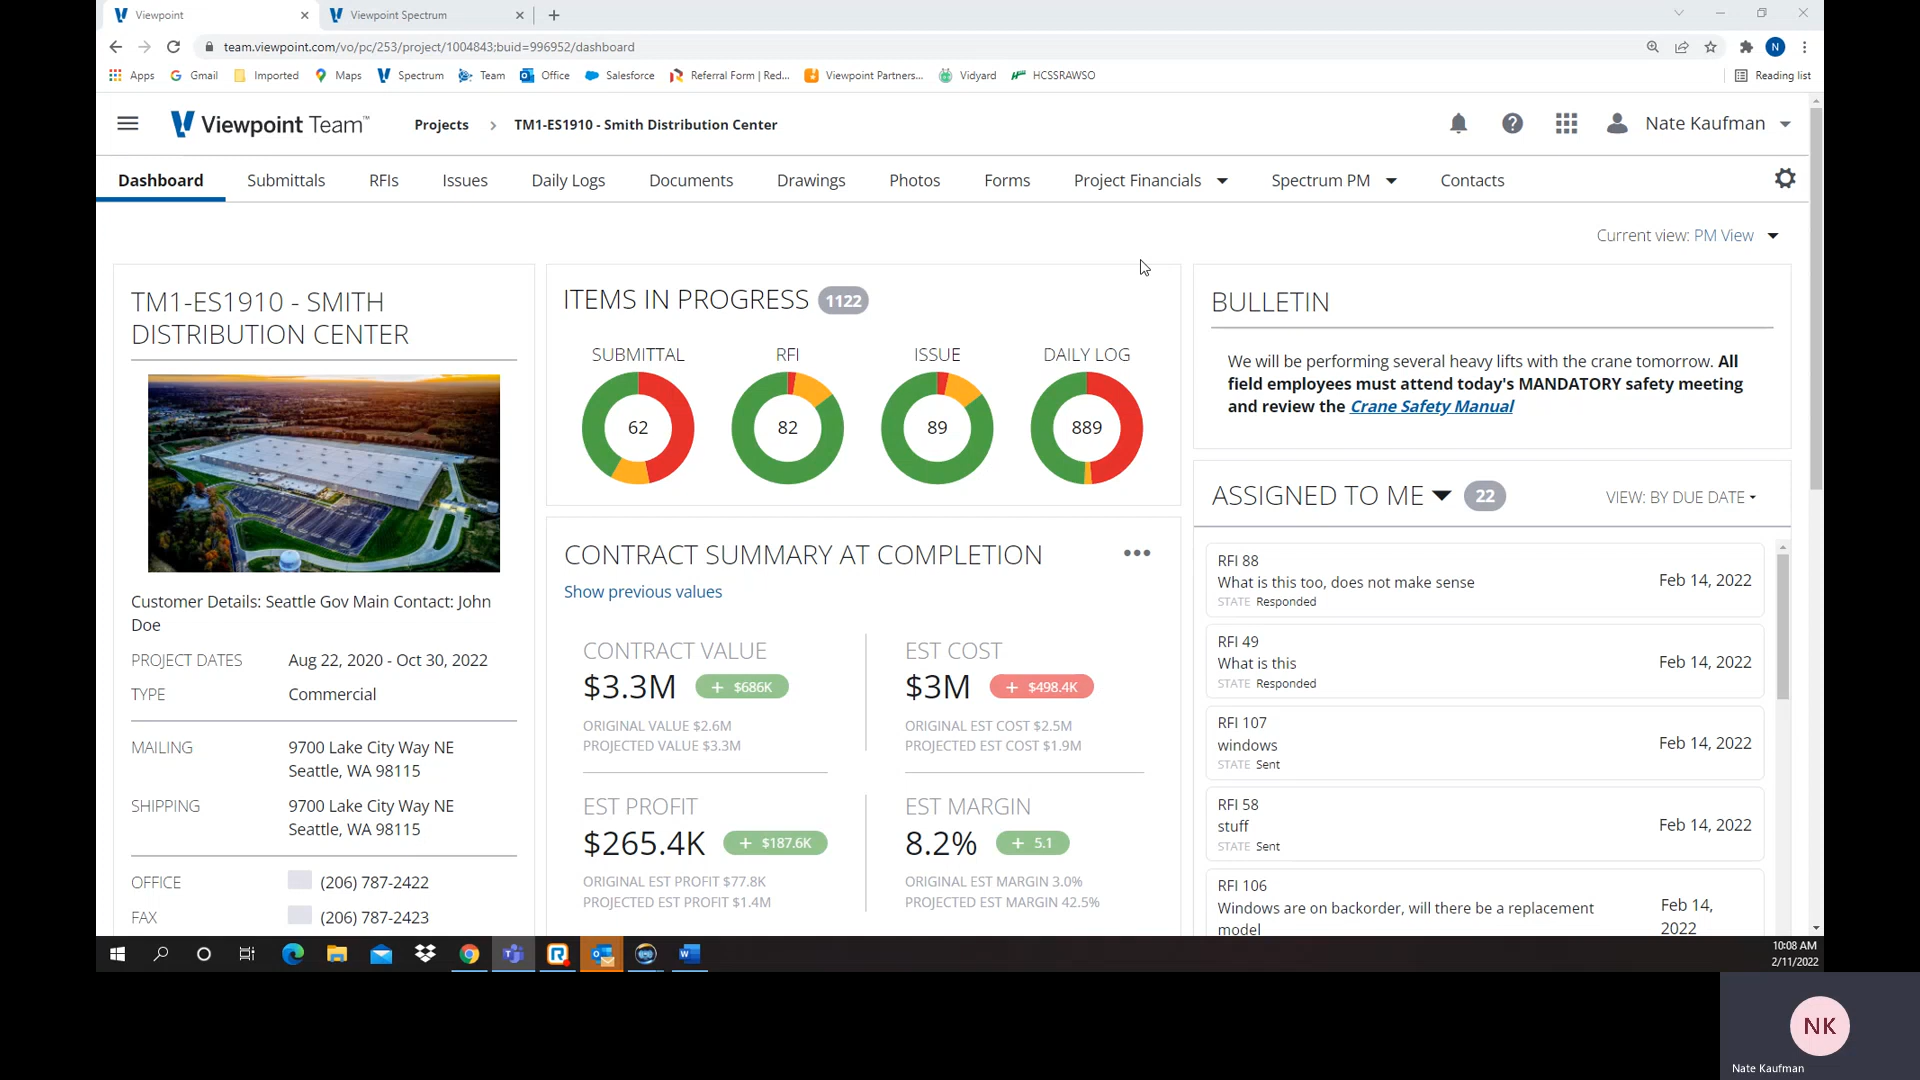 Viewpoint
Viewpoint Spectrum
team.viewpoint.com/vo/pc/253/project/1004843;buid=996952/dashboard
N
Apps
Gmail
Imported
Maps
Spectrum
Team
Office
Salesforce
Referral Form | Red...
Viewpoint Partners...
Vidyard
HCSSRAWSO
Reading list
Viewpoint Team™
Projects > TM1-ES1910 - Smith Distribution Center
Nate Kaufman
Dashboard
Submittals
RFIs
Issues
Daily Logs
Documents
Drawings
Photos
Forms
Project Financials
Spectrum PM
Contacts
Current view: PM View
TM1-ES1910 - SMITH
DISTRIBUTION CENTER
Customer Details: Seattle Gov Main Contact: John
Doe
PROJECT DATES Aug 22, 2020 - Oct 30, 2022
TYPE Commercial
MAILING 9700 Lake City Way NE
Seattle, WA 98115
SHIPPING 9700 Lake City Way NE
Seattle, WA 98115
OFFICE (206) 787-2422
FAX (206) 787-2423
ITEMS IN PROGRESS 1122
SUBMITTAL RFI ISSUE DAILY LOG
62 82 89 889
CONTRACT SUMMARY AT COMPLETION
Show previous values
CONTRACT VALUE
$3.3M + $686K
ORIGINAL VALUE $2.6M
PROJECTED VALUE $3.3M
EST COST
$3M + $498.4K
ORIGINAL EST COST $2.5M
PROJECTED EST COST $1.9M
EST PROFIT
$265.4K + $187.6K
ORIGINAL EST PROFIT $77.8K
PROJECTED EST PROFIT $1.4M
EST MARGIN
8.2% + 5.1
ORIGINAL EST MARGIN 3.0%
PROJECTED EST MARGIN 42.5%
BULLETIN
We will be performing several heavy lifts with the crane tomorrow. All
field employees must attend today's MANDATORY safety meeting
and review the Crane Safety Manual
ASSIGNED TO ME 22
VIEW: BY DUE DATE
RFI 88
What is this too, does not make sense
STATE Responded
Feb 14, 2022
RFI 49
What is this
STATE Responded
Feb 14, 2022
RFI 107
windows
STATE Sent
Feb 14, 2022
RFI 58
stuff
STATE Sent
Feb 14, 2022
RFI 106
Windows are on backorder, will there be a replacement
model
Feb 14,
2022
10:08 AM
2/11/2022
NK
Nate Kaufman